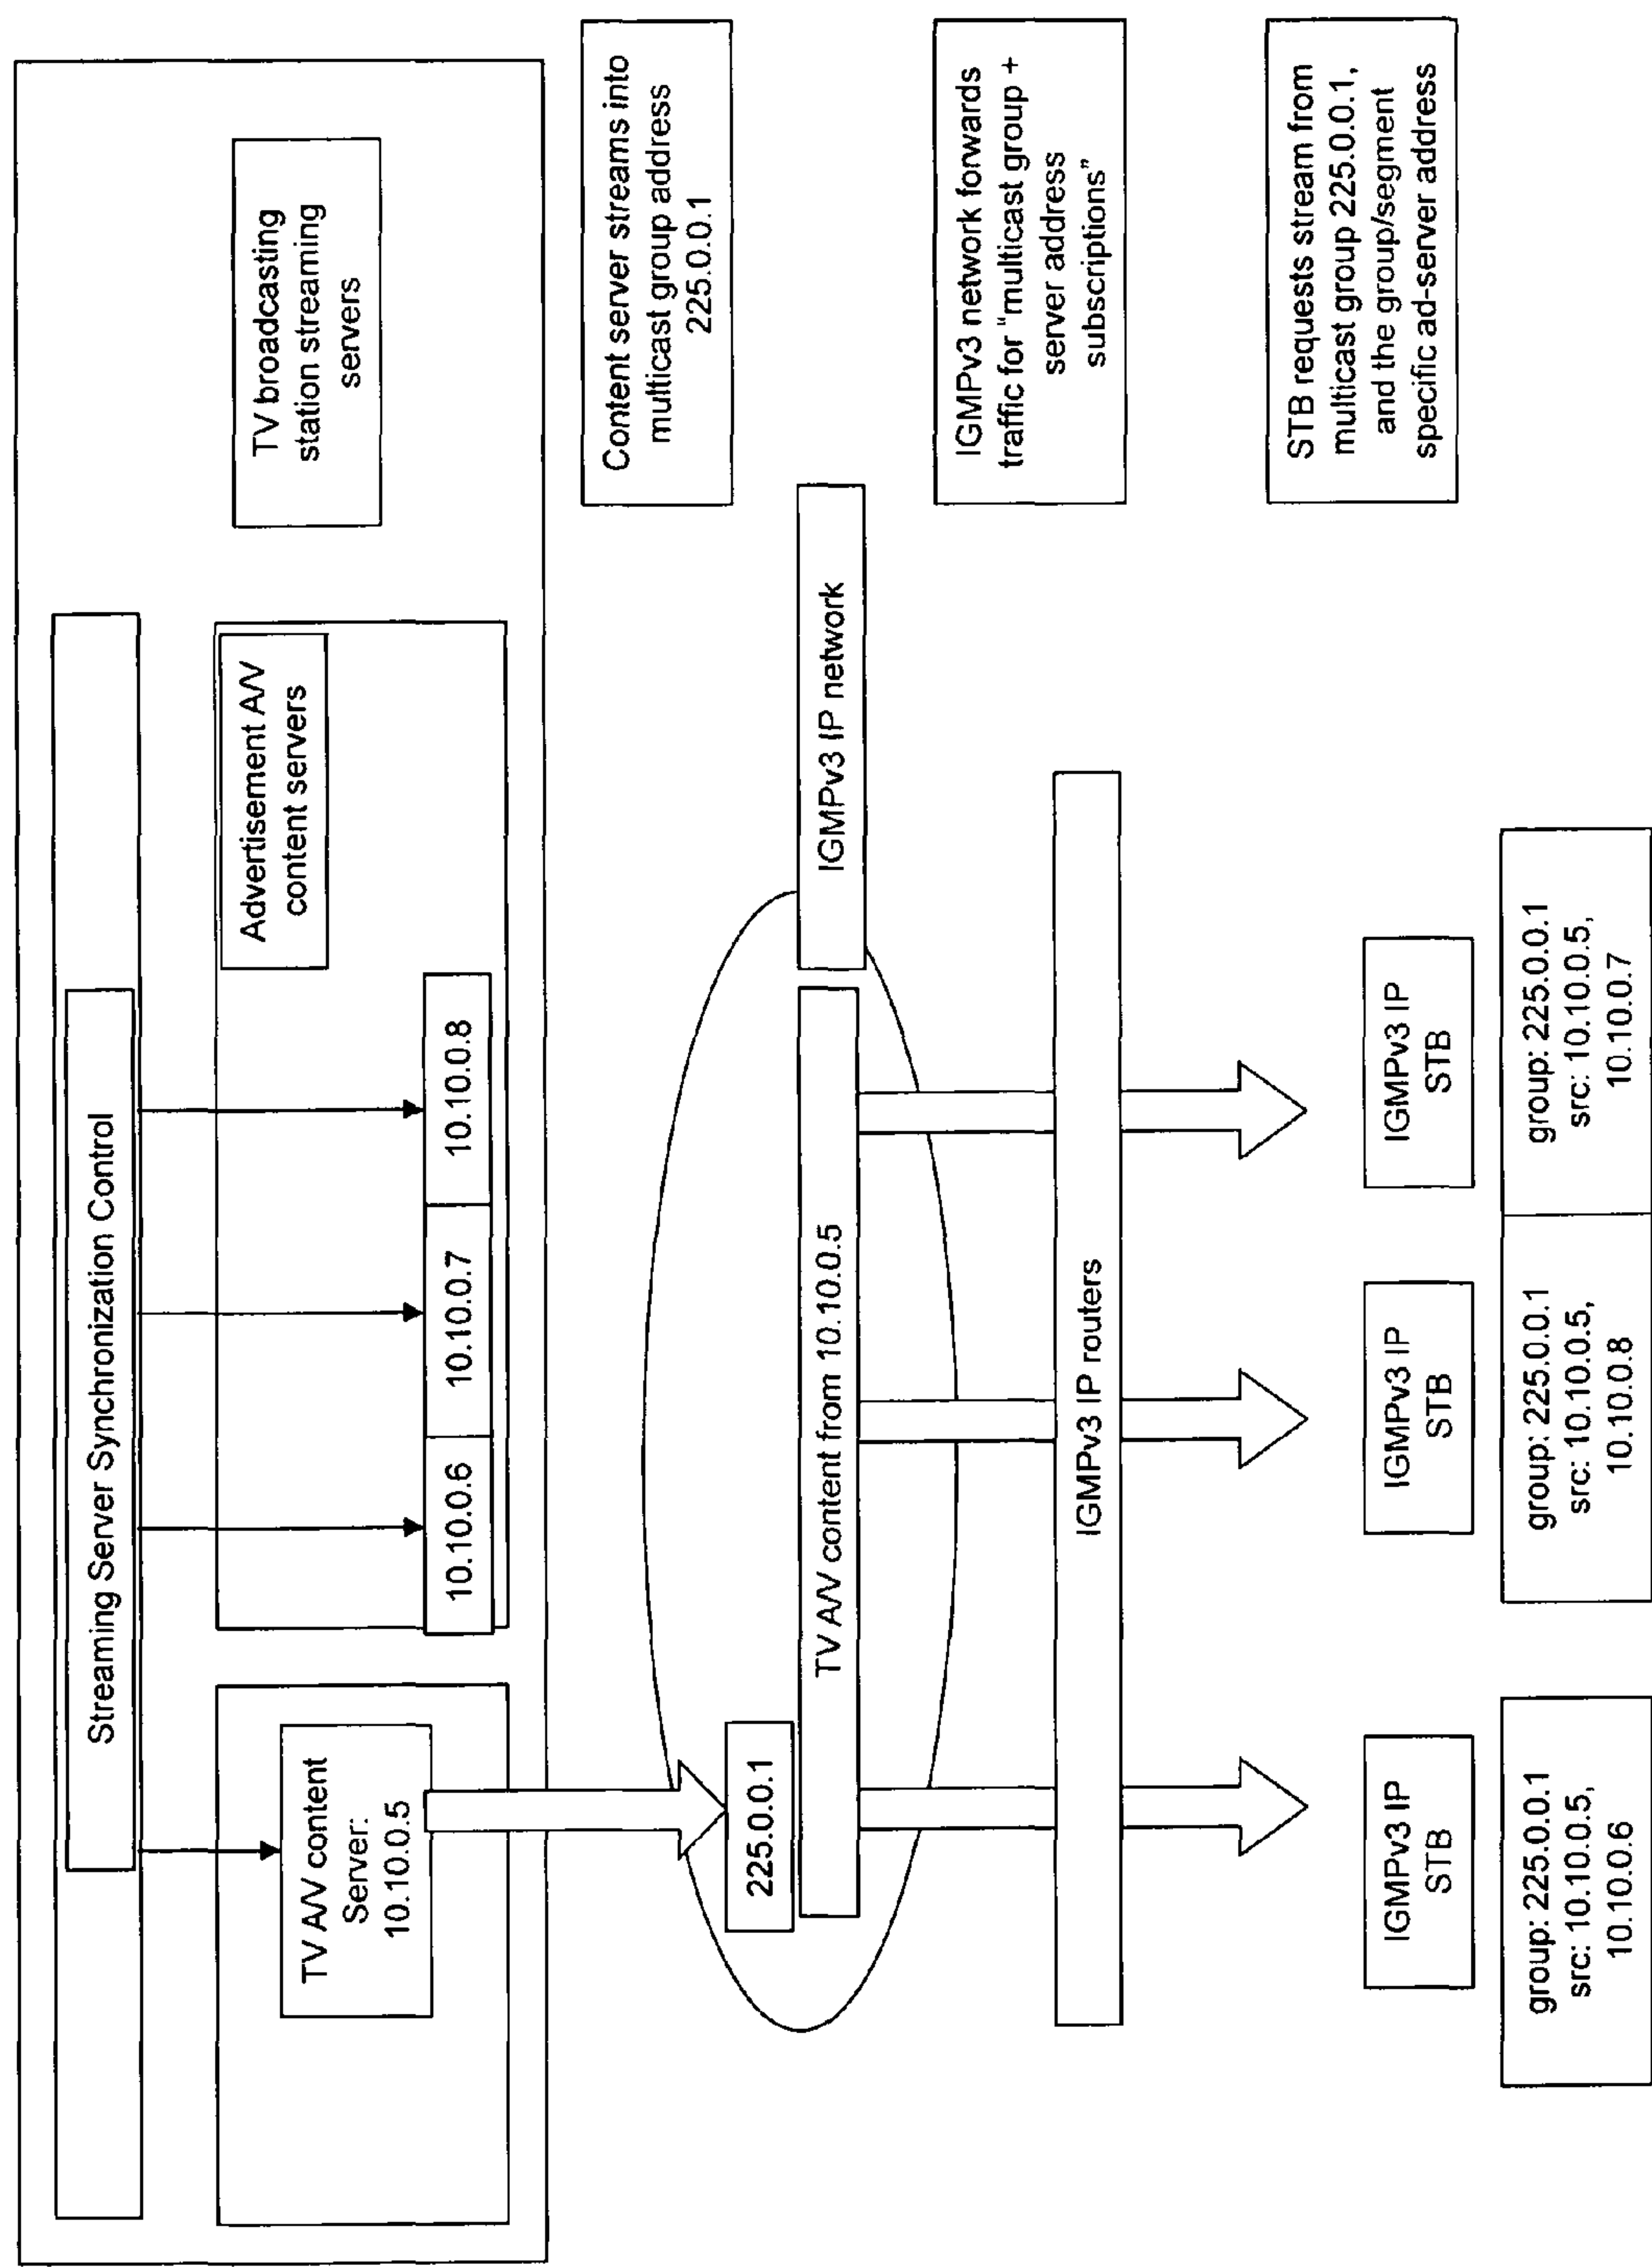 Streaming Server Synchronization Control
TV A/V content
Server:
10.10.0.5
10.10.0.6
10.10.0.7
10.10.0.8
Advertisement A/V
content servers
TV broadcasting
station streaming
servers
Content server streams into
multicast group address
225.0.0.1
225.0.0.1
TV A/V content from 10.10.0.5
IGMPv3 IP network
IGMPv3 network forwards
traffic for “multicast group +
server address
subscriptions”
IGMPv3 IP routers
STB requests stream from
multicast group 225.0.0.1,
and the group/segment
specific ad-server address
IGMPv3 IP
STB
IGMPv3 IP
STB
IGMPv3 IP
STB
group: 225.0.0.1
src: 10.10.0.5,
10.10.0.6
group: 225.0.0.1
src: 10.10.0.5,
10.10.0.8
group: 225.0.0.1
src: 10.10.0.5,
10.10.0.7